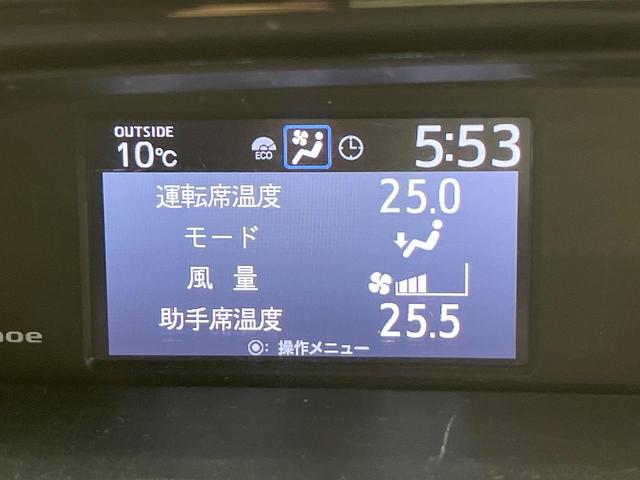 OUTSIDE
10℃
ECO
5:53
運転席温度 25.0
モード
風量
助手席温度 25.5
: 操作メニュー